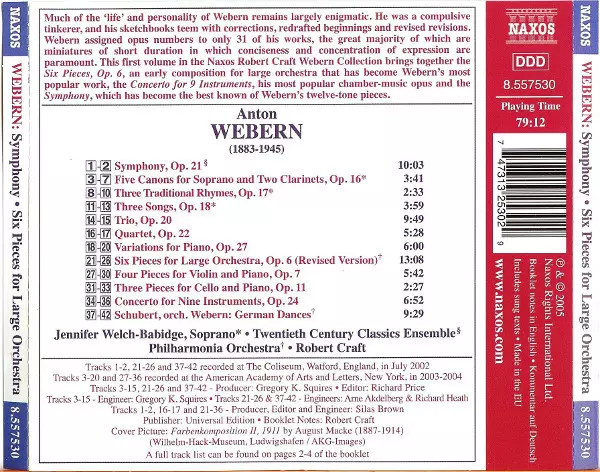 NAXOS
WEBERN: Symphony • Six Pieces for Large Orchestra
8.557530
Much of the 'life' and personality of Webern remains largely enigmatic. He was a compulsive
tinkerer, and his sketchbooks teem with corrections, redrafted beginnings and revised revisions.
Webern assigned opus numbers to only 31 of his works, the great majority of which are
miniatures of short duration in which conciseness and concentration of expression are
paramount. This first volume in the Naxos Robert Craft Webern Collection brings together the
Six Pieces, Op. 6, an early composition for large orchestra that has become Webern's most
popular work, the Concerto for 9 Instruments, his most popular chamber-music opus and the
Symphony, which has become the best known of Webern's twelve-tone pieces.
Anton
WEBERN
(1883-1945)
1-2 Symphony, Op. 21§ 10:03
3-7 Five Canons for Soprano and Two Clarinets, Op. 16* 3:41
8-10 Three Traditional Rhymes, Op. 17* 2:33
11-13 Three Songs, Op. 18* 3:59
14-15 Trio, Op. 20 9:49
16-17 Quartet, Op. 22 5:28
18-20 Variations for Piano, Op. 27 6:00
21-26 Six Pieces for Large Orchestra, Op. 6 (Revised Version)† 13:08
27-30 Four Pieces for Violin and Piano, Op. 7 5:42
31-33 Three Pieces for Cello and Piano, Op. 11 2:27
34-36 Concerto for Nine Instruments, Op. 24 6:52
37-42 Schubert, orch. Webern: German Dances† 9:29
Jennifer Welch-Babidge, Soprano* • Twentieth Century Classics Ensemble§
Philharmonia Orchestra† • Robert Craft
Tracks 1-2, 21-26 and 37-42 recorded at The Coliseum, Watford, England, in July 2002
Tracks 3-20 and 27-36 recorded at the American Academy of Arts and Letters, New York, in 2003-2004
Tracks 3-15, 21-26 and 37-42 - Producer: Gregory K. Squires • Editor: Richard Price
Tracks 3-15 - Engineer: Gregory K. Squires • Tracks 21-26 & 37-42 - Engineers: Arne Akdelberg & Richard Heath
Tracks 1-2, 16-17 and 21-36 - Producer, Editor and Engineer: Silas Brown
Publisher: Universal Edition • Booklet Notes: Robert Craft
Cover Picture: Farbenkomposition II, 1911 by August Macke (1887-1914)
(Wilhelm-Hack-Museum, Ludwigshafen / AKG-Images)
A full track list can be found on pages 2-4 of the booklet
NAXOS
DDD
8.557530
Playing Time
79:12
7 47313 25302 9
www.naxos.com
℗ & © 2005
Naxos Rights International Ltd.
Booklet notes in English • Kommentar auf Deutsch
Includes sung texts • Made in the EU
NAXOS
WEBERN: Symphony • Six Pieces for Large Orchestra
8.557530